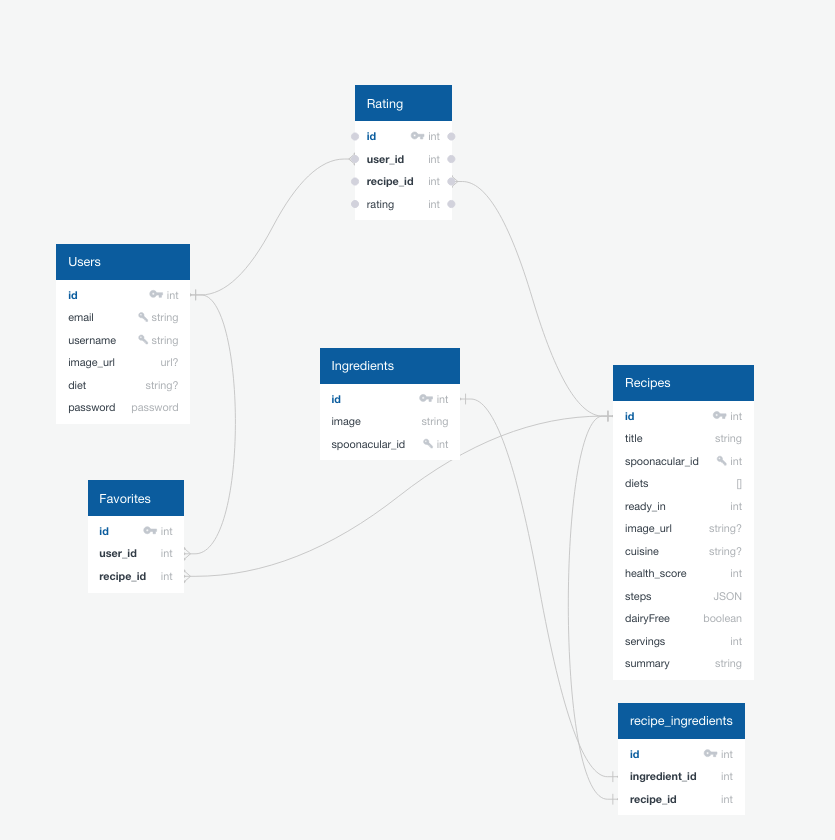 Rating
id int
user_id int
recipe_id int
rating int
Users
id int
email string
username string
image_url url?
diet string?
password password
Ingredients
id int
image string
spoonacular_id int
Recipes
id int
title string
spoonacular_id int
diets []
ready_in int
image_url string?
cuisine string?
health_score int
steps JSON
dairyFree boolean
servings int
summary string
Favorites
id int
user_id int
recipe_id int
recipe_ingredients
id int
ingredient_id int
recipe_id int